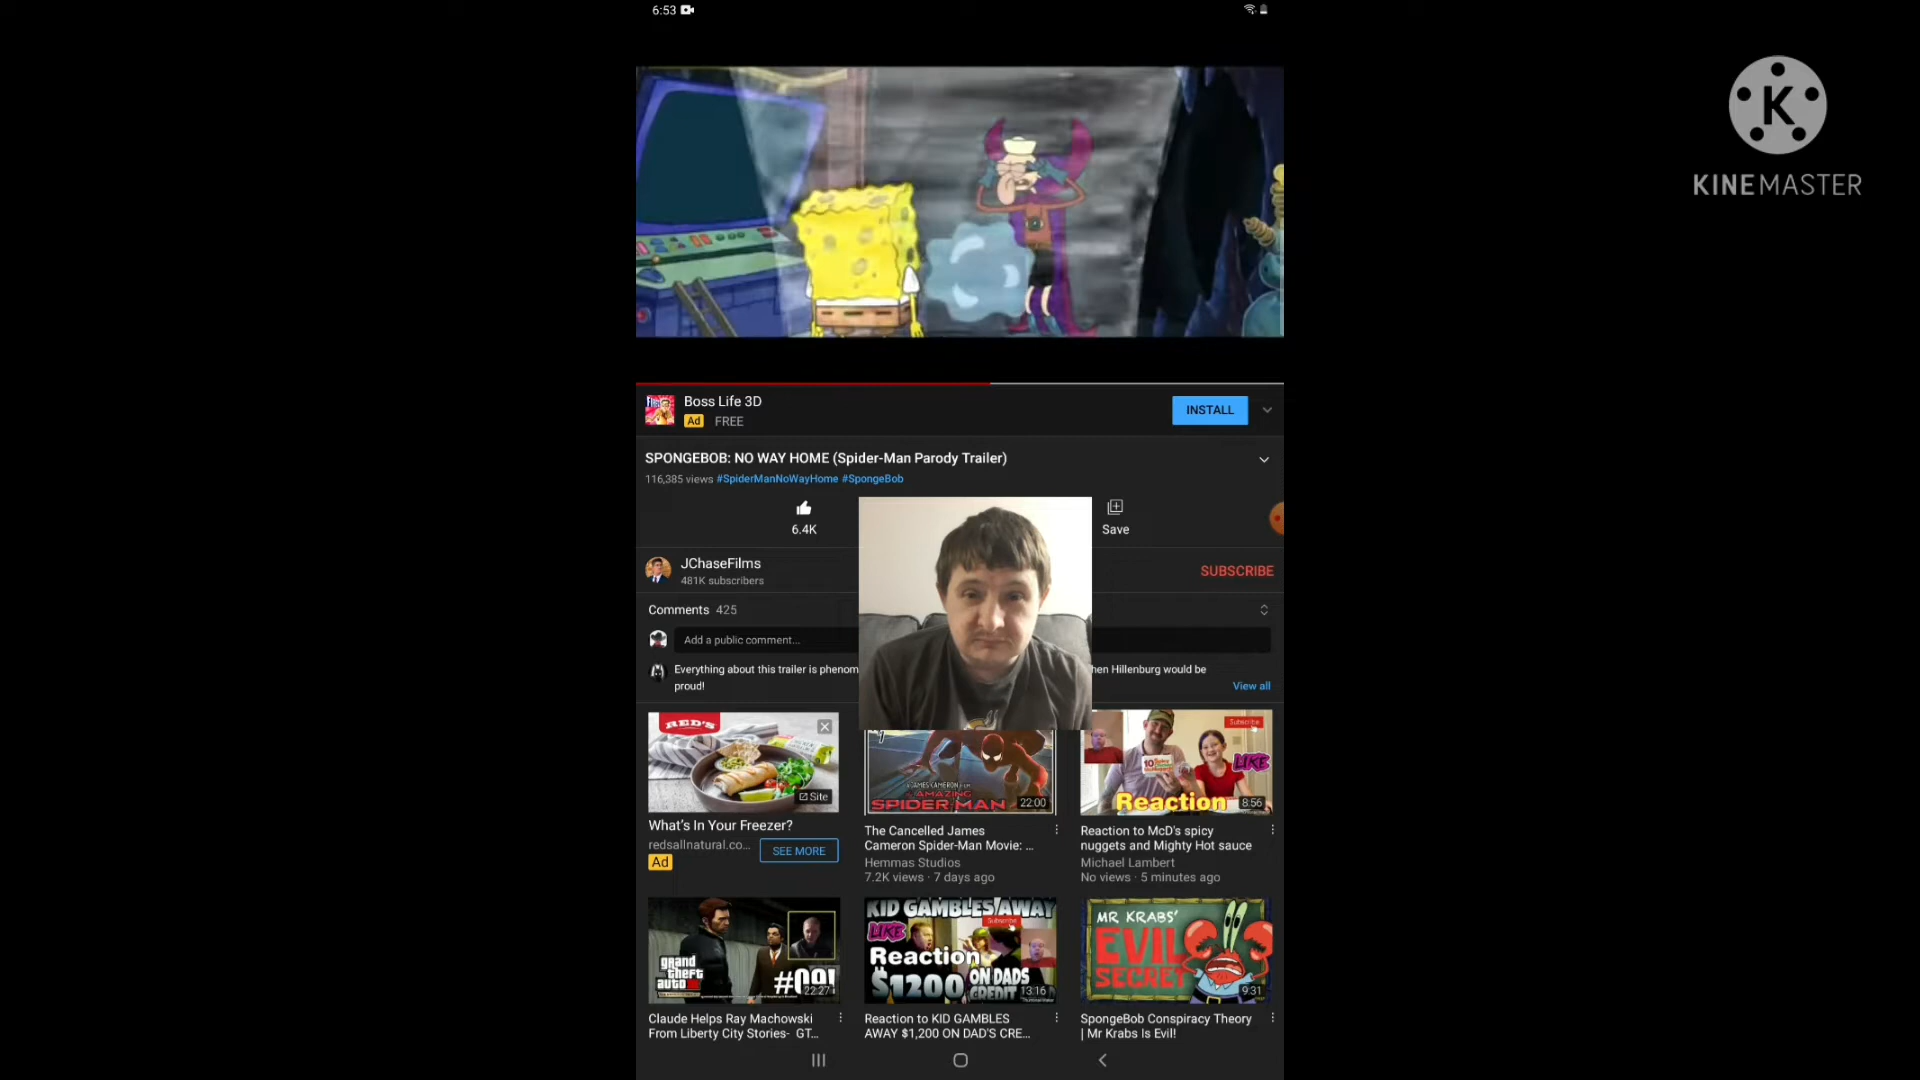 6:53
K
KINEMASTER
Boss Life 3D
Ad FREE
INSTALL
SPONGEBOB: NO WAY HOME (Spider-Man Parody Trailer)
116,385 views #SpiderManNoWayHome #SpongeBob
6.4K
Save
JChaseFilms
481K subscribers
SUBSCRIBE
Comments 425
Add a public comment...
Everything about this trailer is phenom
hen Hillenburg would be
proud!
View all
RED'S
Site
What's In Your Freezer?
redsallnatural.co...
Ad
SEE MORE
AMAZING
SPIDER-MAN
22:00
The Cancelled James
Cameron Spider-Man Movie: ...
Hemmas Studios
7.2K views · 7 days ago
Subscribe
LIKE
Reaction
8:56
Reaction to McD's spicy
nuggets and Mighty Hot sauce
Michael Lambert
No views · 5 minutes ago
grand
theft
auto
22:27
Claude Helps Ray Machowski
From Liberty City Stories- GT...
KID GAMBLES AWAY
Subscribe
LIKE
Reaction
$1200 ON DADS
CREDIT
13:16
Reaction to KID GAMBLES
AWAY $1,200 ON DAD'S CRE...
MR KRABS'
EVIL
SECRET
9:31
SpongeBob Conspiracy Theory
| Mr Krabs Is Evil!